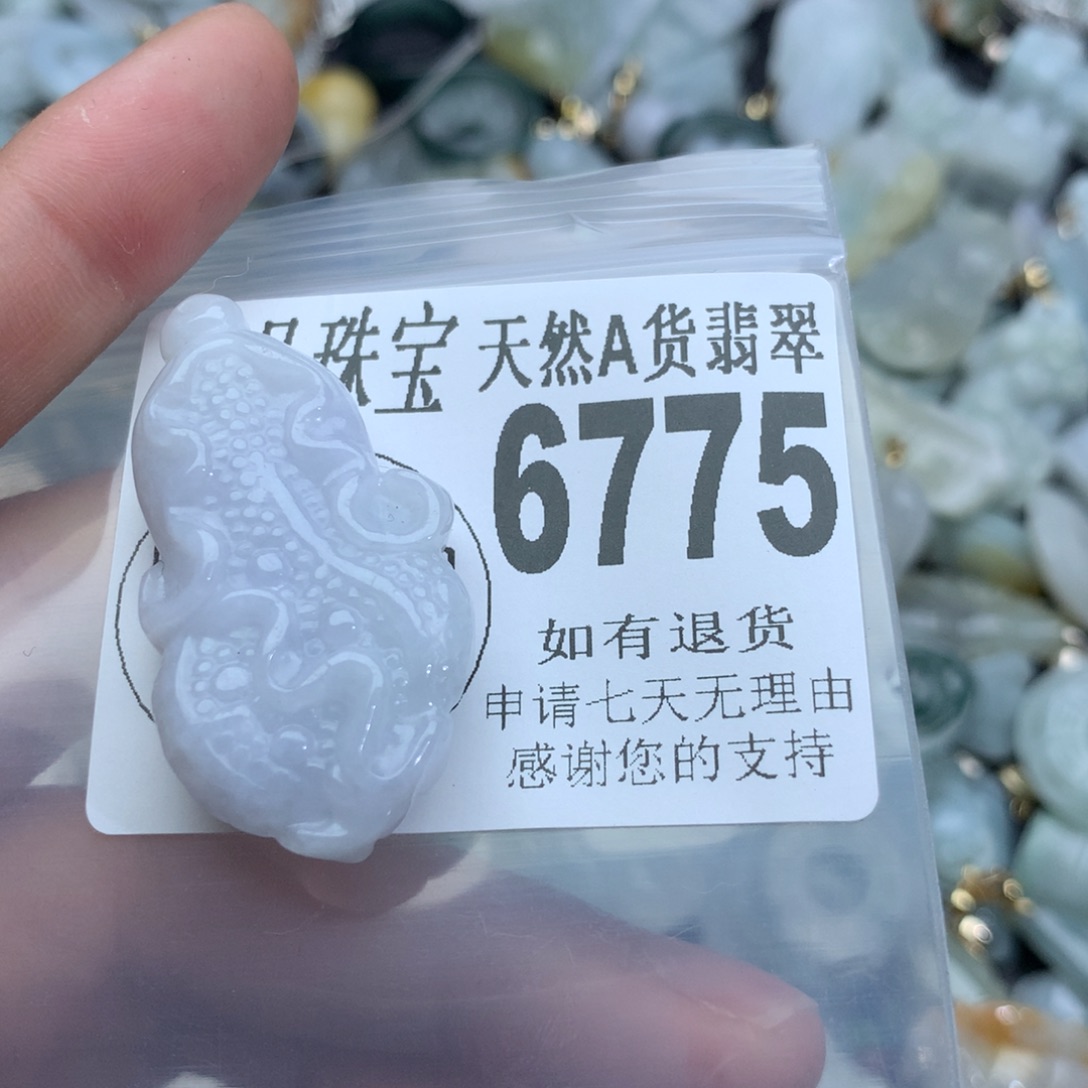 珠宝 天然A货翡翠
6775
如有退货
申请七天无理由
感谢您的支持